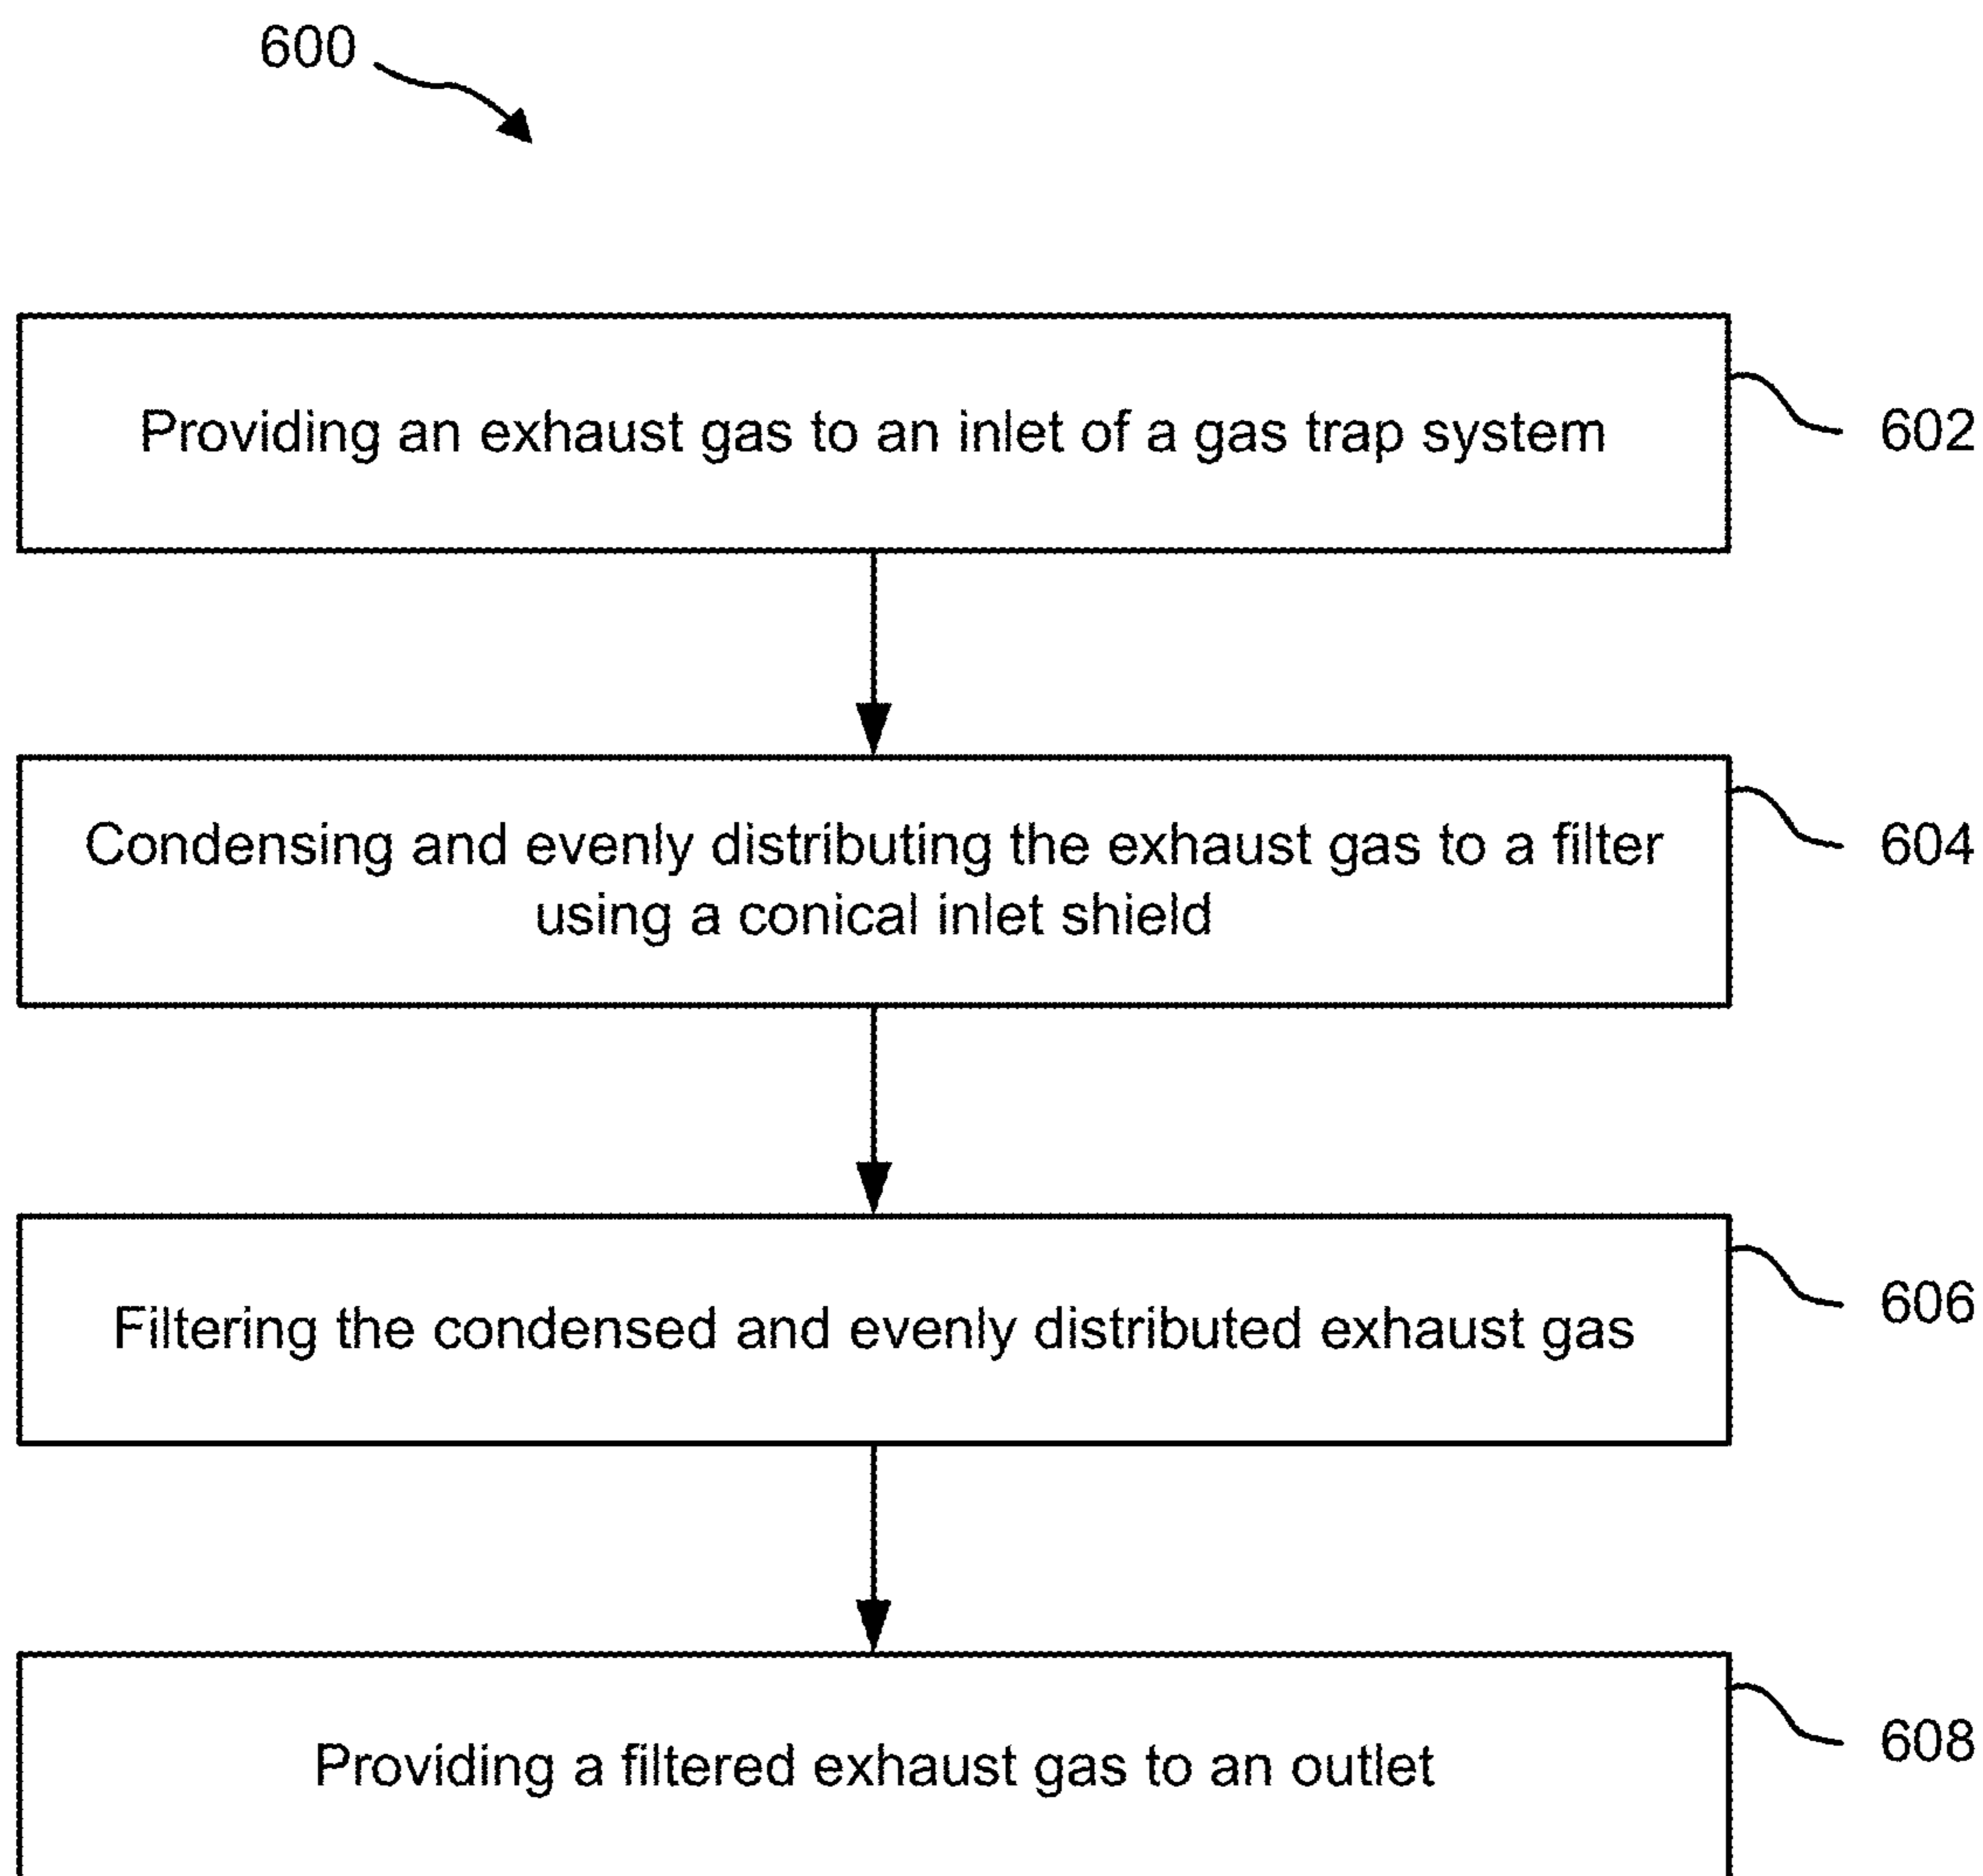 600
Providing an exhaust gas to an inlet of a gas trap system
602
Condensing and evenly distributing the exhaust gas to a filter
using a conical inlet shield
604
Filtering the condensed and evenly distributed exhaust gas
606
Providing a filtered exhaust gas to an outlet
608